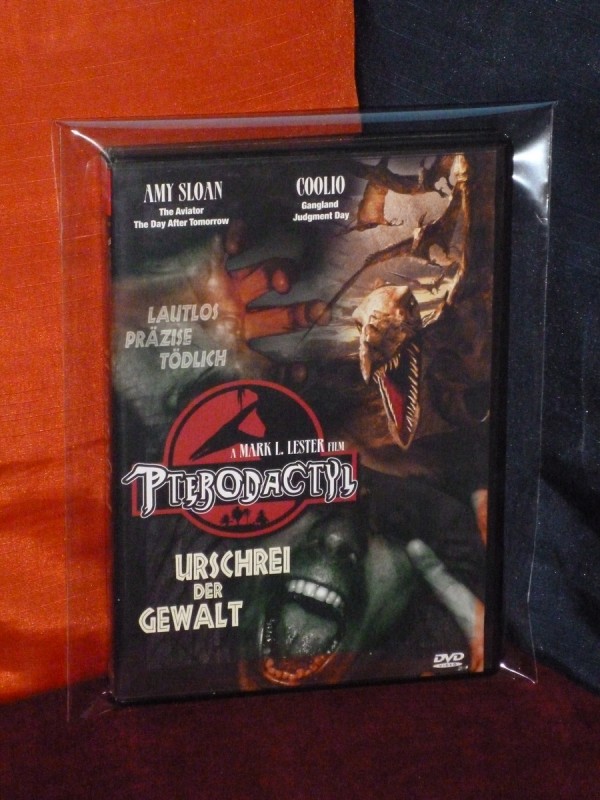 AMY SLOAN
The Aviator
The Day After Tomorrow
COOLIO
Gangland
Judgment Day
LAUTLOS
PRÄZISE
TÖDLICH
A MARK L. LESTER FILM
PTERODACTYL
URSCHREI
DER
GEWALT
DVD
VIDEO